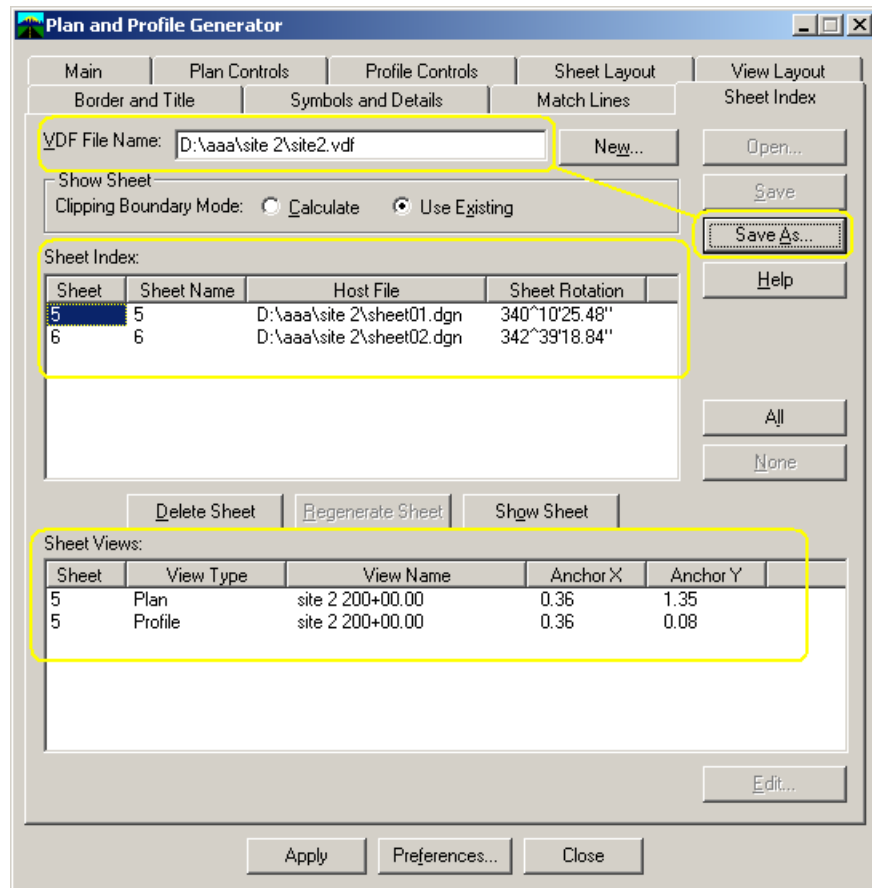 Plan and Profile Generator
Main Plan Controls Profile Controls Sheet Layout View Layout
Border and Title Symbols and Details Match Lines Sheet Index
VDF File Name: D:\aaa\site 2\site2.vdf New... Open...
Show Sheet
Save
Clipping Boundary Mode: Calculate Use Existing
Save As...
Sheet Index:
Help
Sheet Sheet Name Host File Sheet Rotation
5 5 D:\aaa\site 2\sheet01.dgn 340^10'25.48"
6 6 D:\aaa\site 2\sheet02.dgn 342^39'18.84"
All
None
Delete Sheet Regenerate Sheet Show Sheet
Sheet Views:
Sheet View Type View Name Anchor X Anchor Y
5 Plan site 2 200+00.00 0.36 1.35
5 Profile site 2 200+00.00 0.36 0.08
Edit...
Apply Preferences... Close